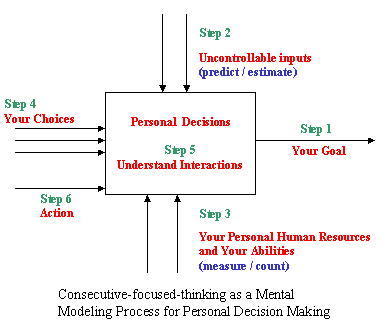 Step 2
Uncontrollable inputs
(predict / estimate)
Step 4
Your Choices
Personal Decisions
Step 5
Understand Interactions
Step 1
Your Goal
Step 6
Action
Step 3
Your Personal Human Resources
and Your Abilities
(measure / count)
Consecutive-focused-thinking as a Mental
Modeling Process for Personal Decision Making